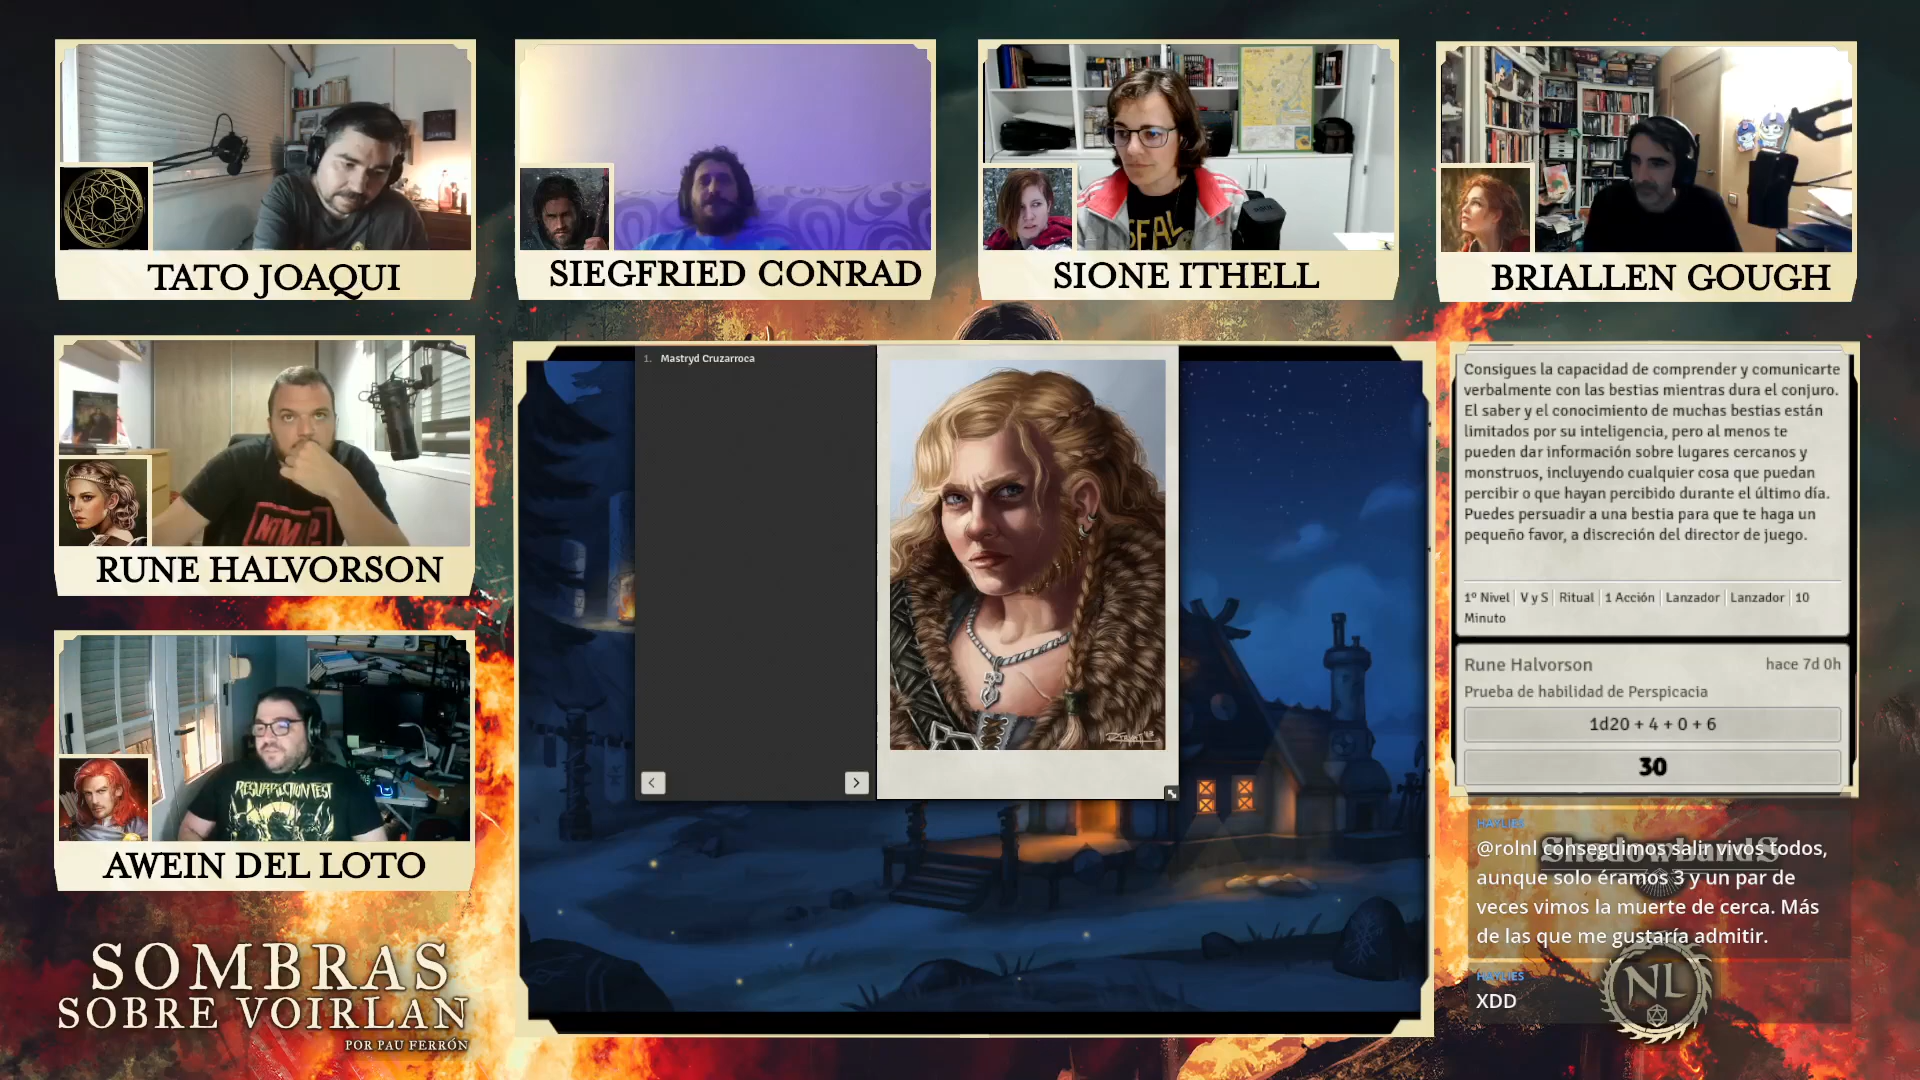 TATO JOAQUI
SIEGFRIED CONRAD
SIONE ITHELL
BRIALLEN GOUGH
RUNE HALVORSON
AWEIN DEL LOTO
SOMBRAS
SOBRE VOIRLAN
POR PAU FERRÓN
1. Mastryd Cruzarroca
Consigues la capacidad de comprender y comunicarte
verbalmente con las bestias mientras dura el conjuro.
El saber y el conocimiento de muchas bestias están
limitados por su inteligencia, pero al menos te
pueden dar información sobre lugares cercanos y
monstruos, incluyendo cualquier cosa que puedan
percibir o que hayan percibido durante el último día.
Puedes persuadir a una bestia para que te haga un
pequeño favor, a discreción del director de juego.
1º Nivel | V y S | Ritual | 1 Acción | Lanzador | Lanzador | 10
Minuto
Rune Halvorson hace 7d 0h
Prueba de habilidad de Perspicacia
1d20 + 4 + 0 + 6
30
HAYLIES
@rolnl conseguimos salir vivos todos,
aunque solo éramos 3 y un par de
veces vimos la muerte de cerca. Más
de las que me gustaría admitir.
HAYLIES
XDD
ShadowLands
NL
RESURRECTION FEST